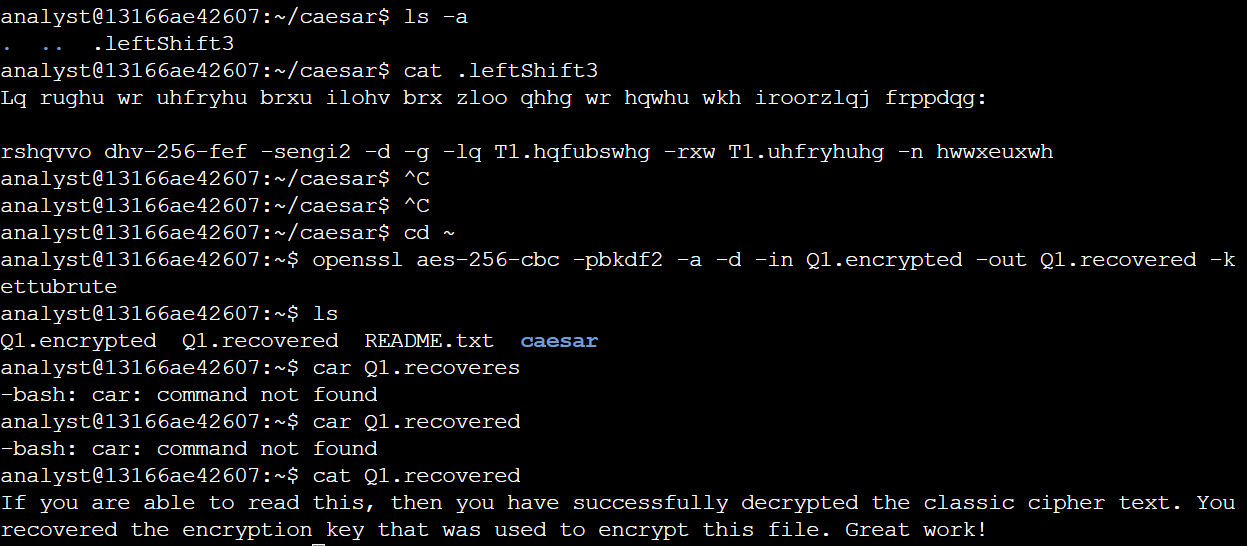 analyst@13166ae42607:~/caesar$ ls -a
. .. .leftShift3
analyst@13166ae42607:~/caesar$ cat .leftShift3
Lq rughu wr uhfryhu brxu ilohv brx zloo qhhg wr hqwhu wkh iroorzlqj frppdqg:
rshqvvo dhv-256-fef -sengi2 -d -g -lq T1.hqfubswhg -rxw T1.uhfryhuhg -n hwwxeuxwh
analyst@13166ae42607:~/caesar$ ^C
analyst@13166ae42607:~/caesar$ ^C
analyst@13166ae42607:~/caesar$ cd ~
analyst@13166ae42607:~$ openssl aes-256-cbc -pbkdf2 -a -d -in Q1.encrypted -out Q1.recovered -k
ettubrute
analyst@13166ae42607:~$ ls
Q1.encrypted Q1.recovered README.txt caesar
analyst@13166ae42607:~$ car Q1.recoveres
-bash: car: command not found
analyst@13166ae42607:~$ car Q1.recovered
-bash: car: command not found
analyst@13166ae42607:~$ cat Q1.recovered
If you are able to read this, then you have successfully decrypted the classic cipher text. You
recovered the encryption key that was used to encrypt this file. Great work!